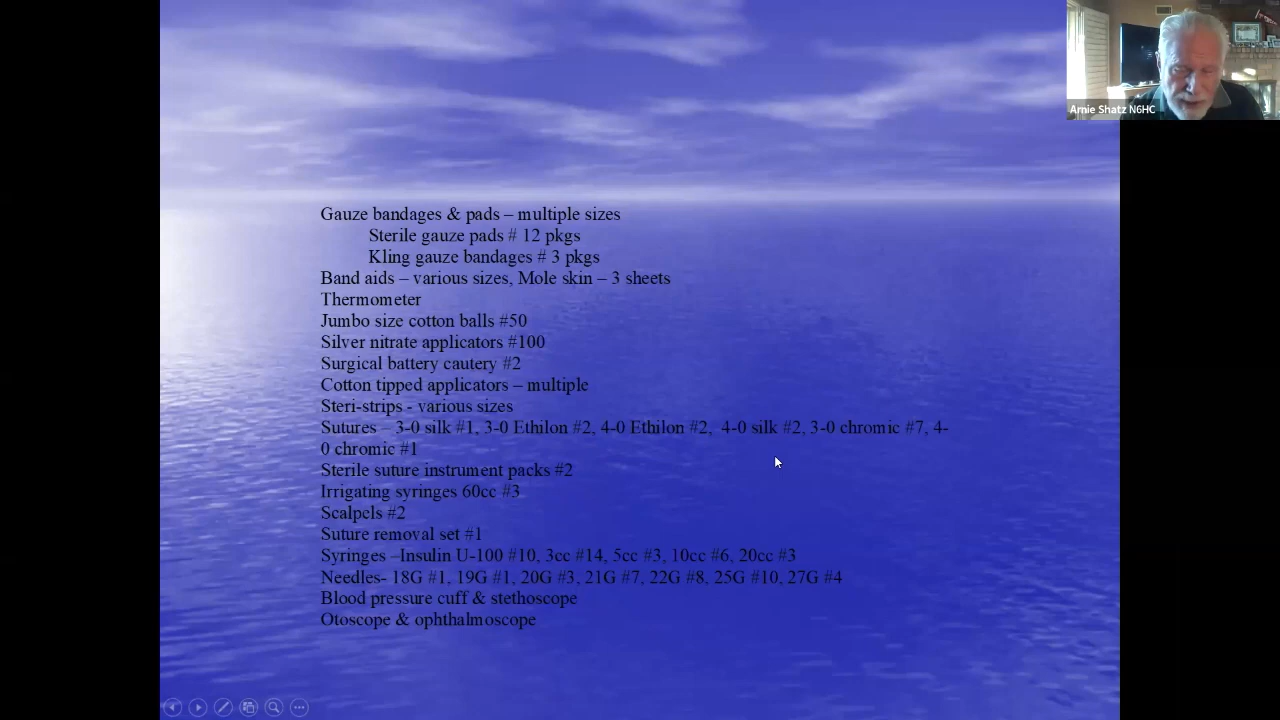 Arnie Shatz N6HC
Gauze bandages & pads – multiple sizes
Sterile gauze pads # 12 pkgs
Kling gauze bandages # 3 pkgs
Band aids – various sizes, Mole skin – 3 sheets
Thermometer
Jumbo size cotton balls #50
Silver nitrate applicators #100
Surgical battery cautery #2
Cotton tipped applicators – multiple
Steri-strips - various sizes
Sutures – 3-0 silk #1, 3-0 Ethilon #2, 4-0 Ethilon #2,  4-0 silk #2, 3-0 chromic #7, 4-
0 chromic #1
Sterile suture instrument packs #2
Irrigating syringes 60cc #3
Scalpels #2
Suture removal set #1
Syringes –Insulin U-100 #10, 3cc #14, 5cc #3, 10cc #6, 20cc #3
Needles- 18G #1, 19G #1, 20G #3, 21G #7, 22G #8, 25G #10, 27G #4
Blood pressure cuff & stethoscope
Otoscope & ophthalmoscope